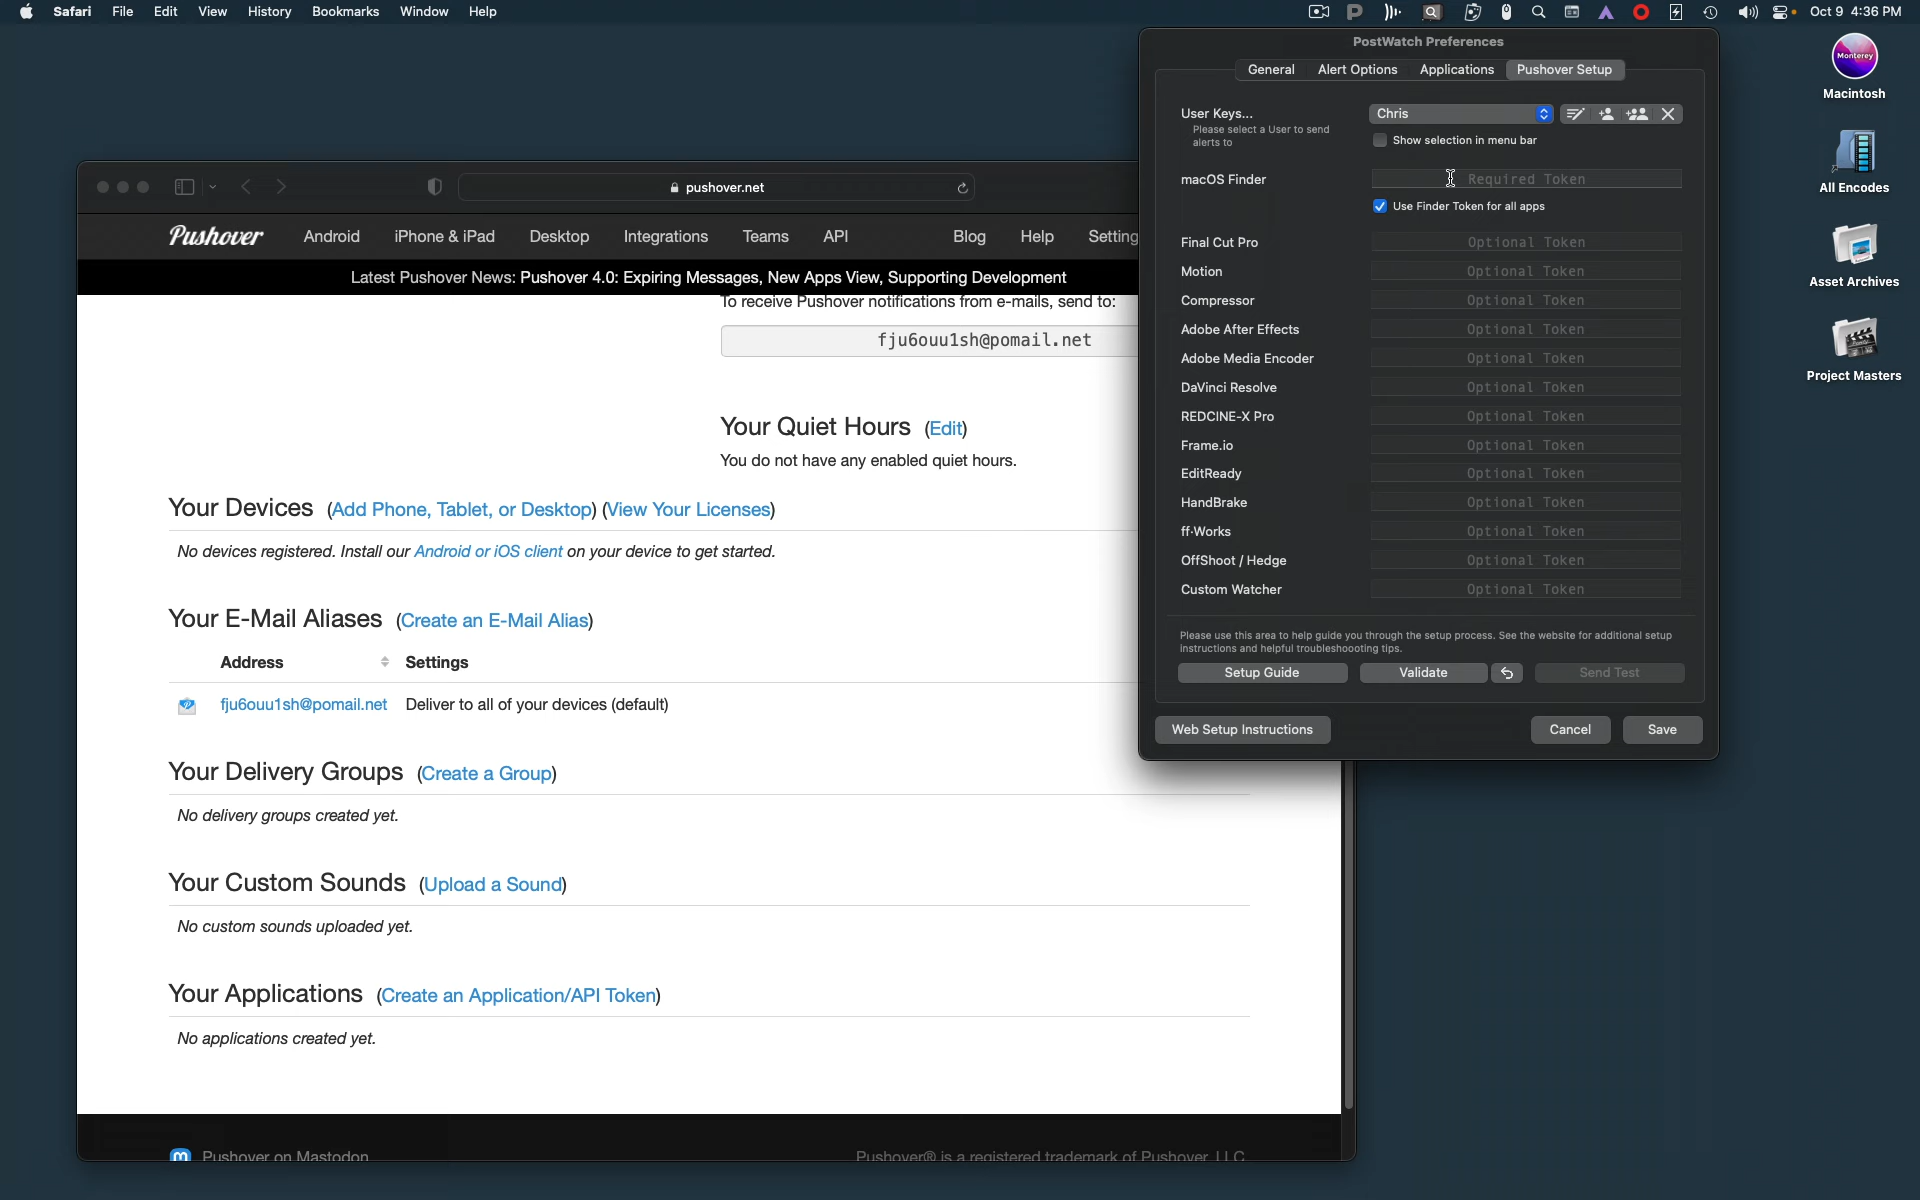 Safari File Edit View History Bookmarks Window Help
Oct 9 4:36 PM
PostWatch Preferences
General Alert Options Applications Pushover Setup
User Keys...
Please select a User to send
alerts to
Chris
Show selection in menu bar
macOS Finder Required Token
Use Finder Token for all apps
Final Cut Pro Optional Token
Motion Optional Token
Compressor Optional Token
Adobe After Effects Optional Token
Adobe Media Encoder Optional Token
DaVinci Resolve Optional Token
REDCINE-X Pro Optional Token
Frame.io Optional Token
EditReady Optional Token
HandBrake Optional Token
ff·Works Optional Token
OffShoot / Hedge Optional Token
Custom Watcher Optional Token
Please use this area to help guide you through the setup process. See the website for additional setup
instructions and helpful troubleshoooting tips.
Setup Guide Validate Send Test
Web Setup Instructions Cancel Save
Monterey
Macintosh
All Encodes
Asset Archives
Project Masters
pushover.net
Pushover Android iPhone & iPad Desktop Integrations Teams API Blog Help Setting
Latest Pushover News: Pushover 4.0: Expiring Messages, New Apps View, Supporting Development
To receive Pushover notifications from e-mails, send to:
fju6ouu1sh@pomail.net
Your Quiet Hours (Edit)
You do not have any enabled quiet hours.
Your Devices (Add Phone, Tablet, or Desktop) (View Your Licenses)
No devices registered. Install our Android or iOS client on your device to get started.
Your E-Mail Aliases (Create an E-Mail Alias)
Address Settings
fju6ouu1sh@pomail.net Deliver to all of your devices (default)
Your Delivery Groups (Create a Group)
No delivery groups created yet.
Your Custom Sounds (Upload a Sound)
No custom sounds uploaded yet.
Your Applications (Create an Application/API Token)
No applications created yet.
Pushover on Mastodon
Pushover® is a registered trademark of Pushover, LLC